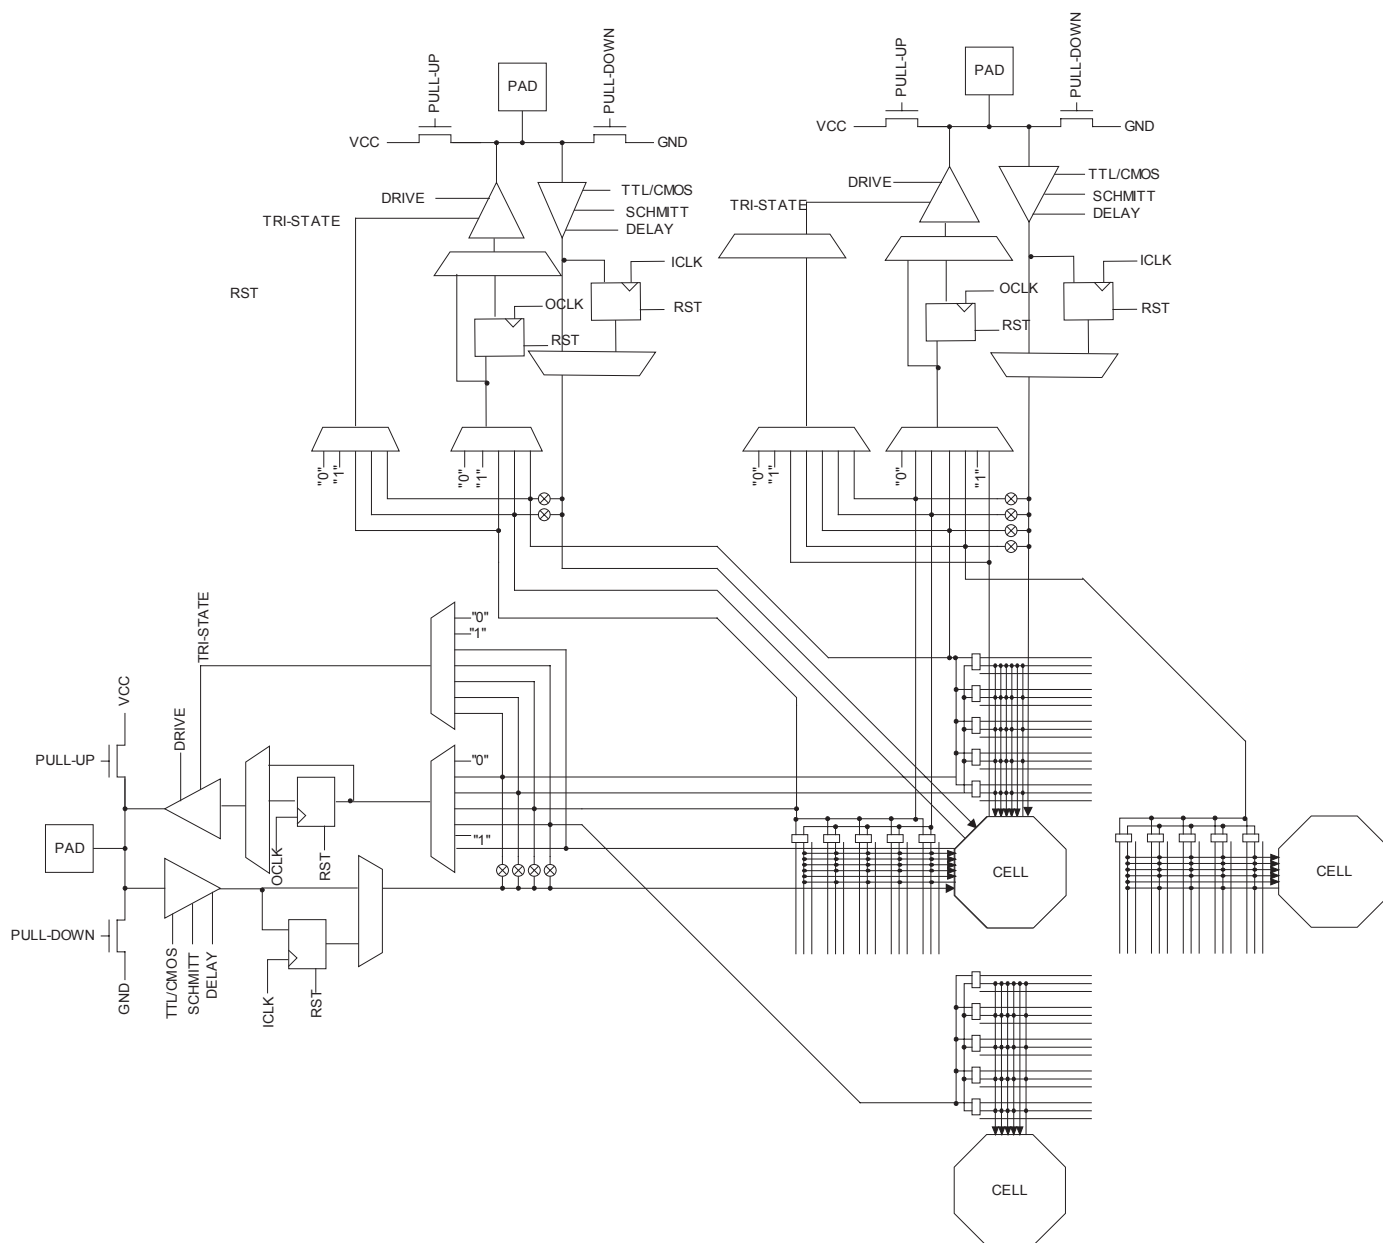 PULL-UP
PAD
PULL-DOWN
VCC
GND
DRIVE
TTL/CMOS
SCHMITT
DELAY
TRI-STATE
ICLK
RST
OCLK
RST
RST
"0"
"1"
"0"
"1"
PULL-UP
PAD
PULL-DOWN
VCC
GND
DRIVE
TTL/CMOS
SCHMITT
DELAY
TRI-STATE
ICLK
OCLK
RST
RST
"0"
"1"
"0"
"1"
TRI-STATE
"0"
"1"
VCC
DRIVE
PULL-UP
"0"
PAD
OCLK
RST
"1"
PULL-DOWN
GND
TTL/CMOS
SCHMITT
DELAY
ICLK
RST
CELL
CELL
CELL